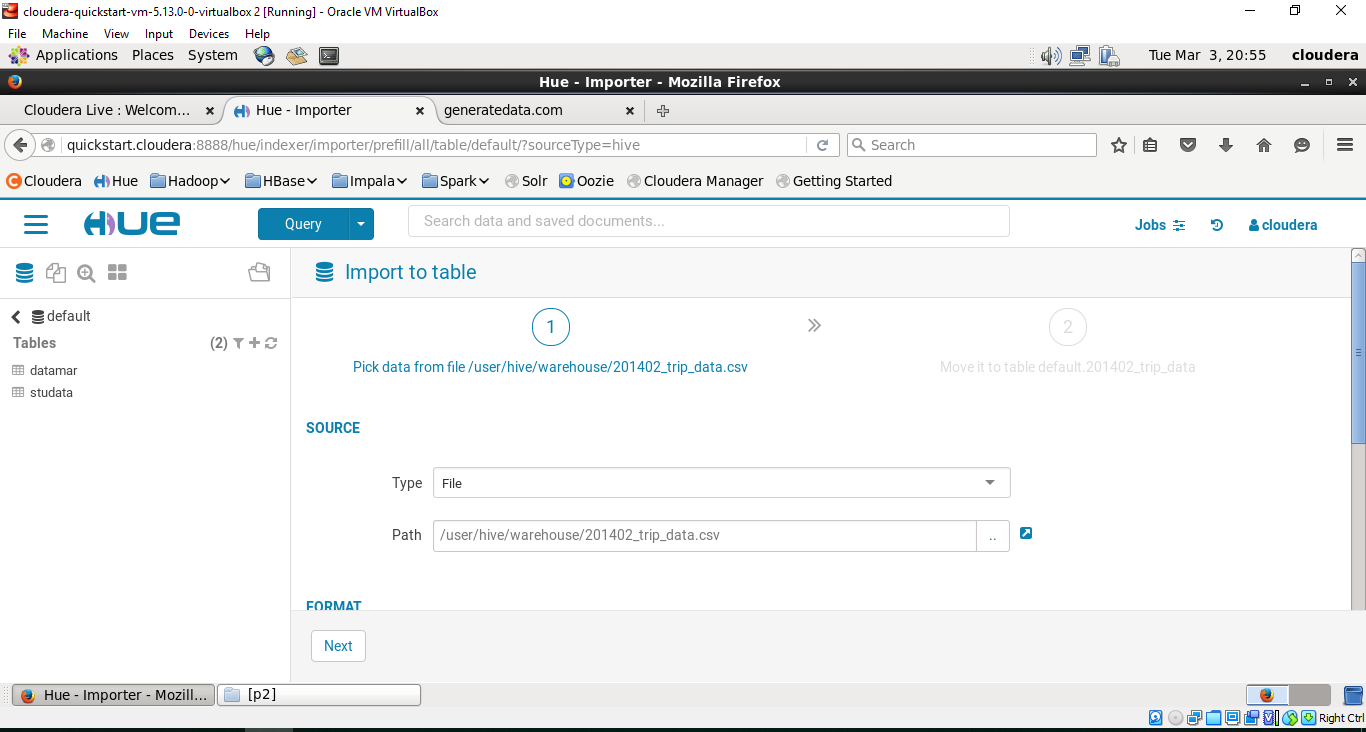 cloudera-quickstart-vm-5.13.0-0-virtualbox 2 [Running] - Oracle VM VirtualBox
File Machine View Input Devices Help
Applications Places System Tue Mar 3, 20:55 cloudera
Hue - Importer - Mozilla Firefox
Cloudera Live : Welcom... Hue - Importer generatedata.com
quickstart.cloudera:8888/hue/indexer/importer/prefill/all/table/default/?sourceType=hive Search
Cloudera Hue Hadoop HBase Impala Spark Solr Oozie Cloudera Manager Getting Started
HUE Query Search data and saved documents... Jobs cloudera
Import to table
default
Tables (2)
datamar
studata
1 2
Pick data from file /user/hive/warehouse/201402_trip_data.csv Move it to table default.201402_trip_data
SOURCE
Type File
Path /user/hive/warehouse/201402_trip_data.csv ..
FORMAT
Next
Hue - Importer - Mozill... [p2]
Right Ctrl